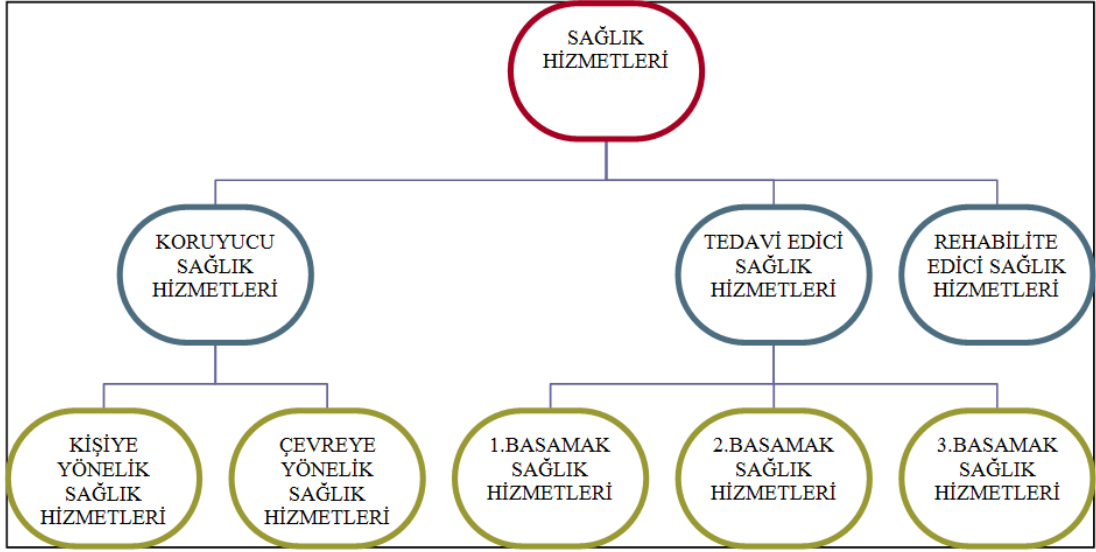 SAĞLIK
HİZMETLERİ
KORUYUCU
SAĞLIK
HİZMETLERİ
TEDAVİ EDİCİ
SAĞLIK
HİZMETLERİ
REHABİLİTE
EDİCİ SAĞLIK
HİZMETLERİ
KİŞİYE
YÖNELİK
SAĞLIK
HİZMETLERİ
ÇEVREYE
YÖNELİK
SAĞLIK
HİZMETLERİ
1.BASAMAK
SAĞLIK
HİZMETLERİ
2.BASAMAK
SAĞLIK
HİZMETLERİ
3.BASAMAK
SAĞLIK
HİZMETLERİ